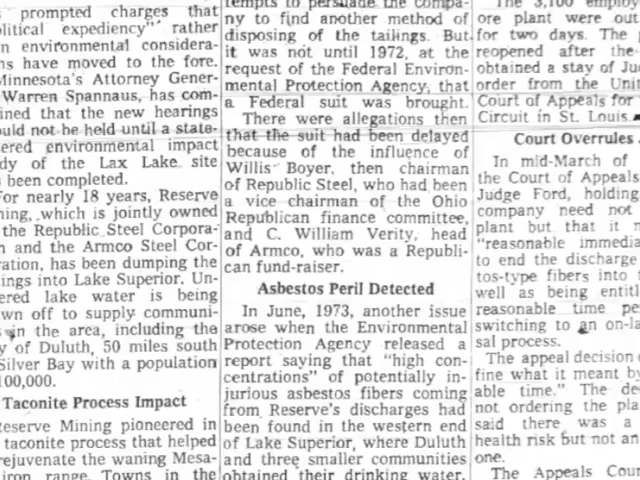 prompted charges that
litical expediency" rather
n environmental considera-
ns have moved to the fore.
Minnesota's Attorney Gener-
Warren Spannaus, has com-
ined that the new hearings
ould not be held until a state-
ered environmental impact
dy of the Lax Lake site
been completed.
For nearly 18 years, Reserve
ning, which is jointly owned
the Republic Steel Corpora-
n and the Armco Steel Cor-
ration, has been dumping the
ings into Lake Superior. Un-
ered lake water is being
wn off to supply communi-
in the area, including the
y of Duluth, 50 miles south
Silver Bay with a population
100,000.
Taconite Process Impact
Reserve Mining pioneered in
taconite process that helped
rejuvenate the waning Mesa-
iron range. Towns in the
tempts to persuade the compa-
ny to find another method of
disposing of the tailings. But
it was not until 1972, at the
request of the Federal Environ-
mental Protection Agency, that
a Federal suit was brought.
There were allegations then
that the suit had been delayed
because of the influence of
Willis Boyer, then chairman
of Republic Steel, who had been
a vice chairman of the Ohio
Republican finance committee,
and C. William Verity, head
of Armco, who was a Republi-
can fund-raiser.
Asbestos Peril Detected
In June, 1973, another issue
arose when the Environmental
Protection Agency released a
report saying that "high con-
centrations" of potentially in-
jurious asbestos fibers coming
from Reserve's discharges had
been found in the western end
of Lake Superior, where Duluth
and three smaller communities
obtained their drinking water.
The 3,100 employ
ore plant were out
for two days. The p
reopened after the
obtained a stay of Jud
order from the Unit
Court of Appeals for
Circuit in St. Louis.
Court Overrules
In mid-March of
the Court of Appeals
Judge Ford, holding
company need not
plant but that it m
"reasonable immedia
to end the discharge
tos-type fibers into
well as being entitl
reasonable time pe
switching to an on-la
sal process.
The appeal decision
fine what it meant by
able time." The dec
not ordering the pla
said there was a
health risk but not an
one.
The Appeals Cour